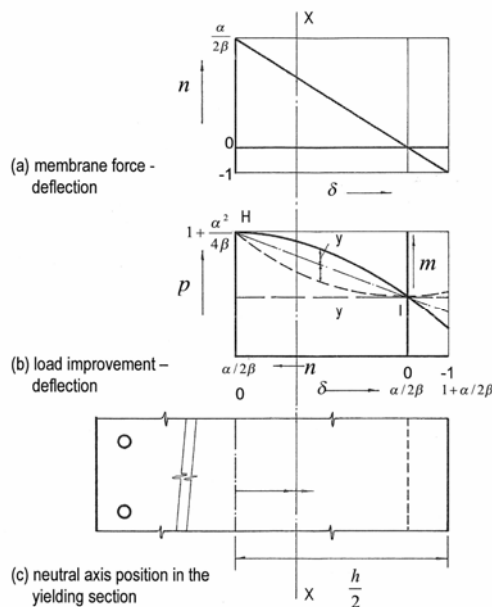 X
α/2β
n
0
-1
(a) membrane force -
deflection
δ
1+α²/4β
H
y
m
p
y
I
(b) load improvement –
deflection
α/2β
n
0
-1
0
δ
α/2β
1+α/2β
(c) neutral axis position in the
yielding section
X
h/2